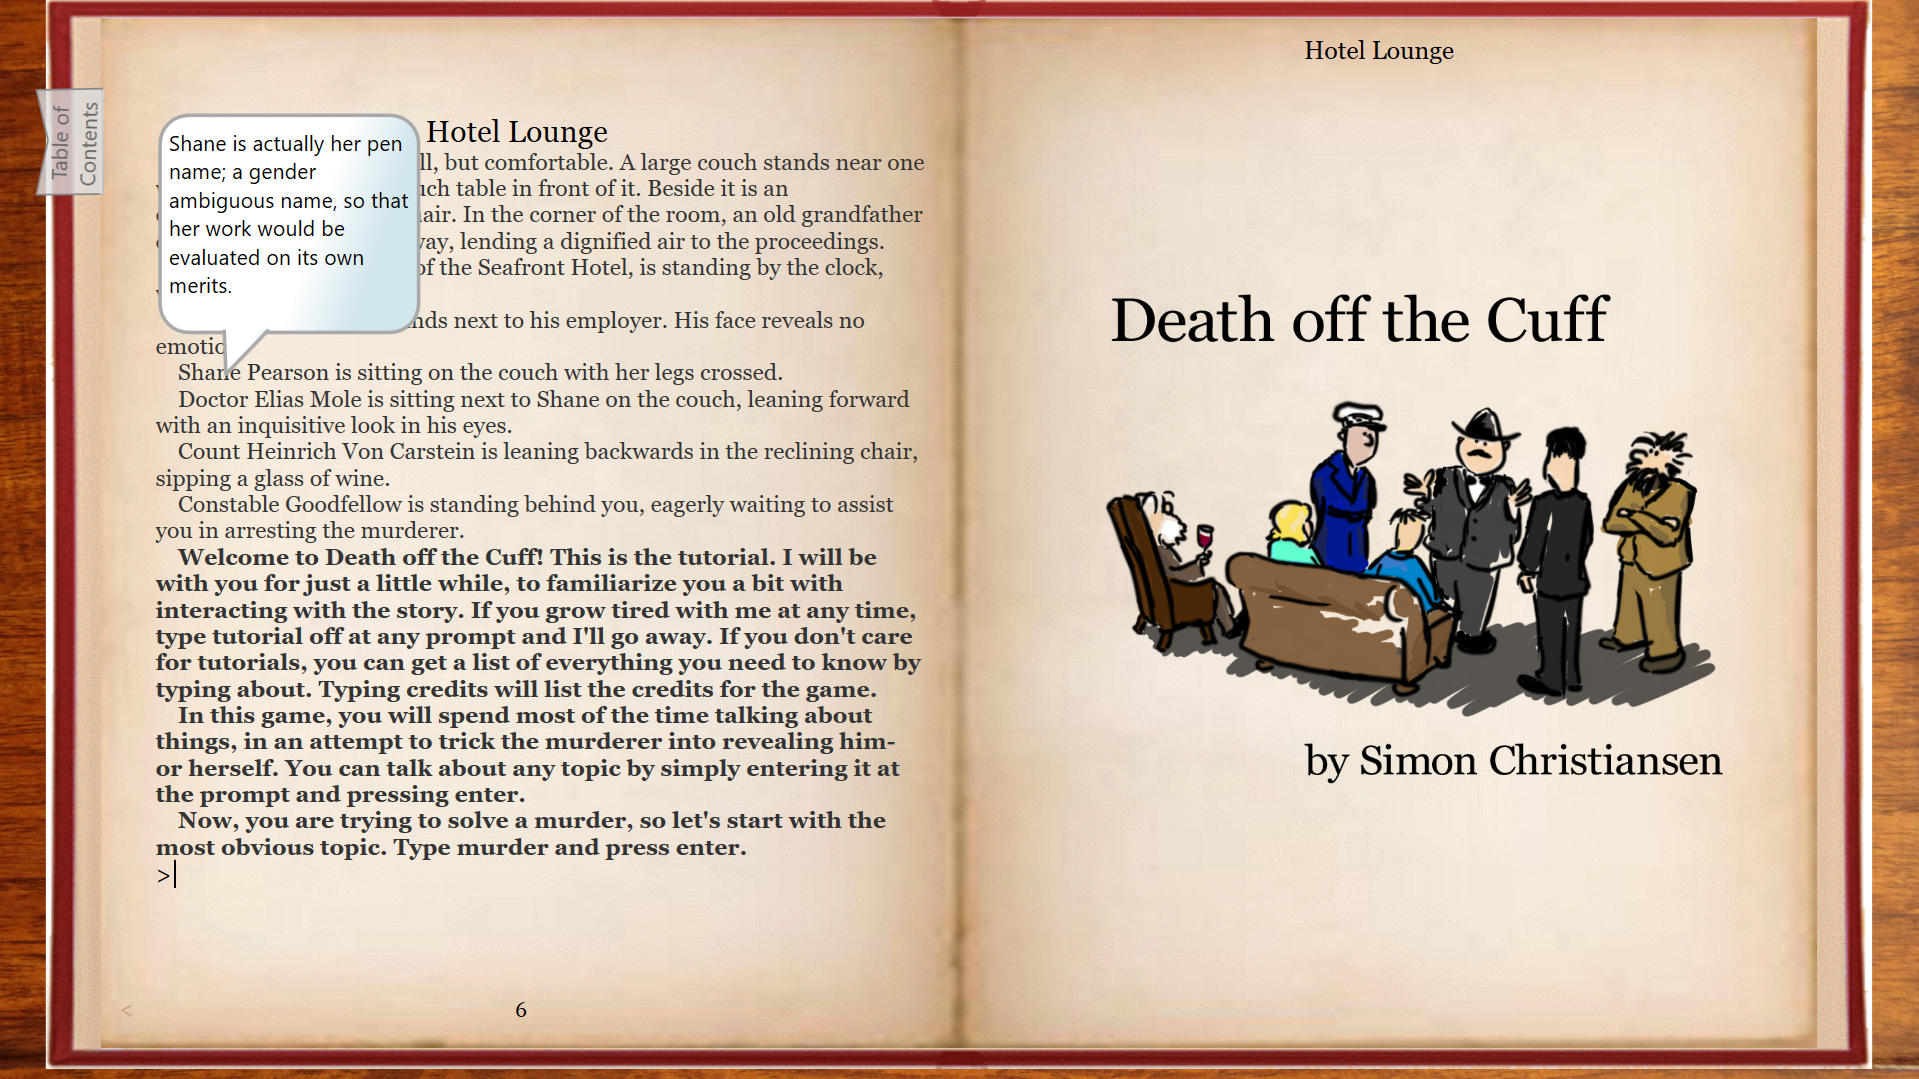 Hotel Lounge
Table of
Contents
Shane is actually her pen
name; a gender
ambiguous name, so that
her work would be
evaluated on its own
merits.
Hotel Lounge
ll, but comfortable. A large couch stands near one
uch table in front of it. Beside it is an
air. In the corner of the room, an old grandfather
ay, lending a dignified air to the proceedings.
of the Seafront Hotel, is standing by the clock,
nds next to his employer. His face reveals no
emotio
Shane Pearson is sitting on the couch with her legs crossed.
Doctor Elias Mole is sitting next to Shane on the couch, leaning forward
with an inquisitive look in his eyes.
Count Heinrich Von Carstein is leaning backwards in the reclining chair,
sipping a glass of wine.
Constable Goodfellow is standing behind you, eagerly waiting to assist
you in arresting the murderer.
Welcome to Death off the Cuff! This is the tutorial. I will be
with you for just a little while, to familiarize you a bit with
interacting with the story. If you grow tired with me at any time,
type tutorial off at any prompt and I'll go away. If you don't care
for tutorials, you can get a list of everything you need to know by
typing about. Typing credits will list the credits for the game.
In this game, you will spend most of the time talking about
things, in an attempt to trick the murderer into revealing him-
or herself. You can talk about any topic by simply entering it at
the prompt and pressing enter.
Now, you are trying to solve a murder, so let's start with the
most obvious topic. Type murder and press enter.
>
< 6
Death off the Cuff
by Simon Christiansen